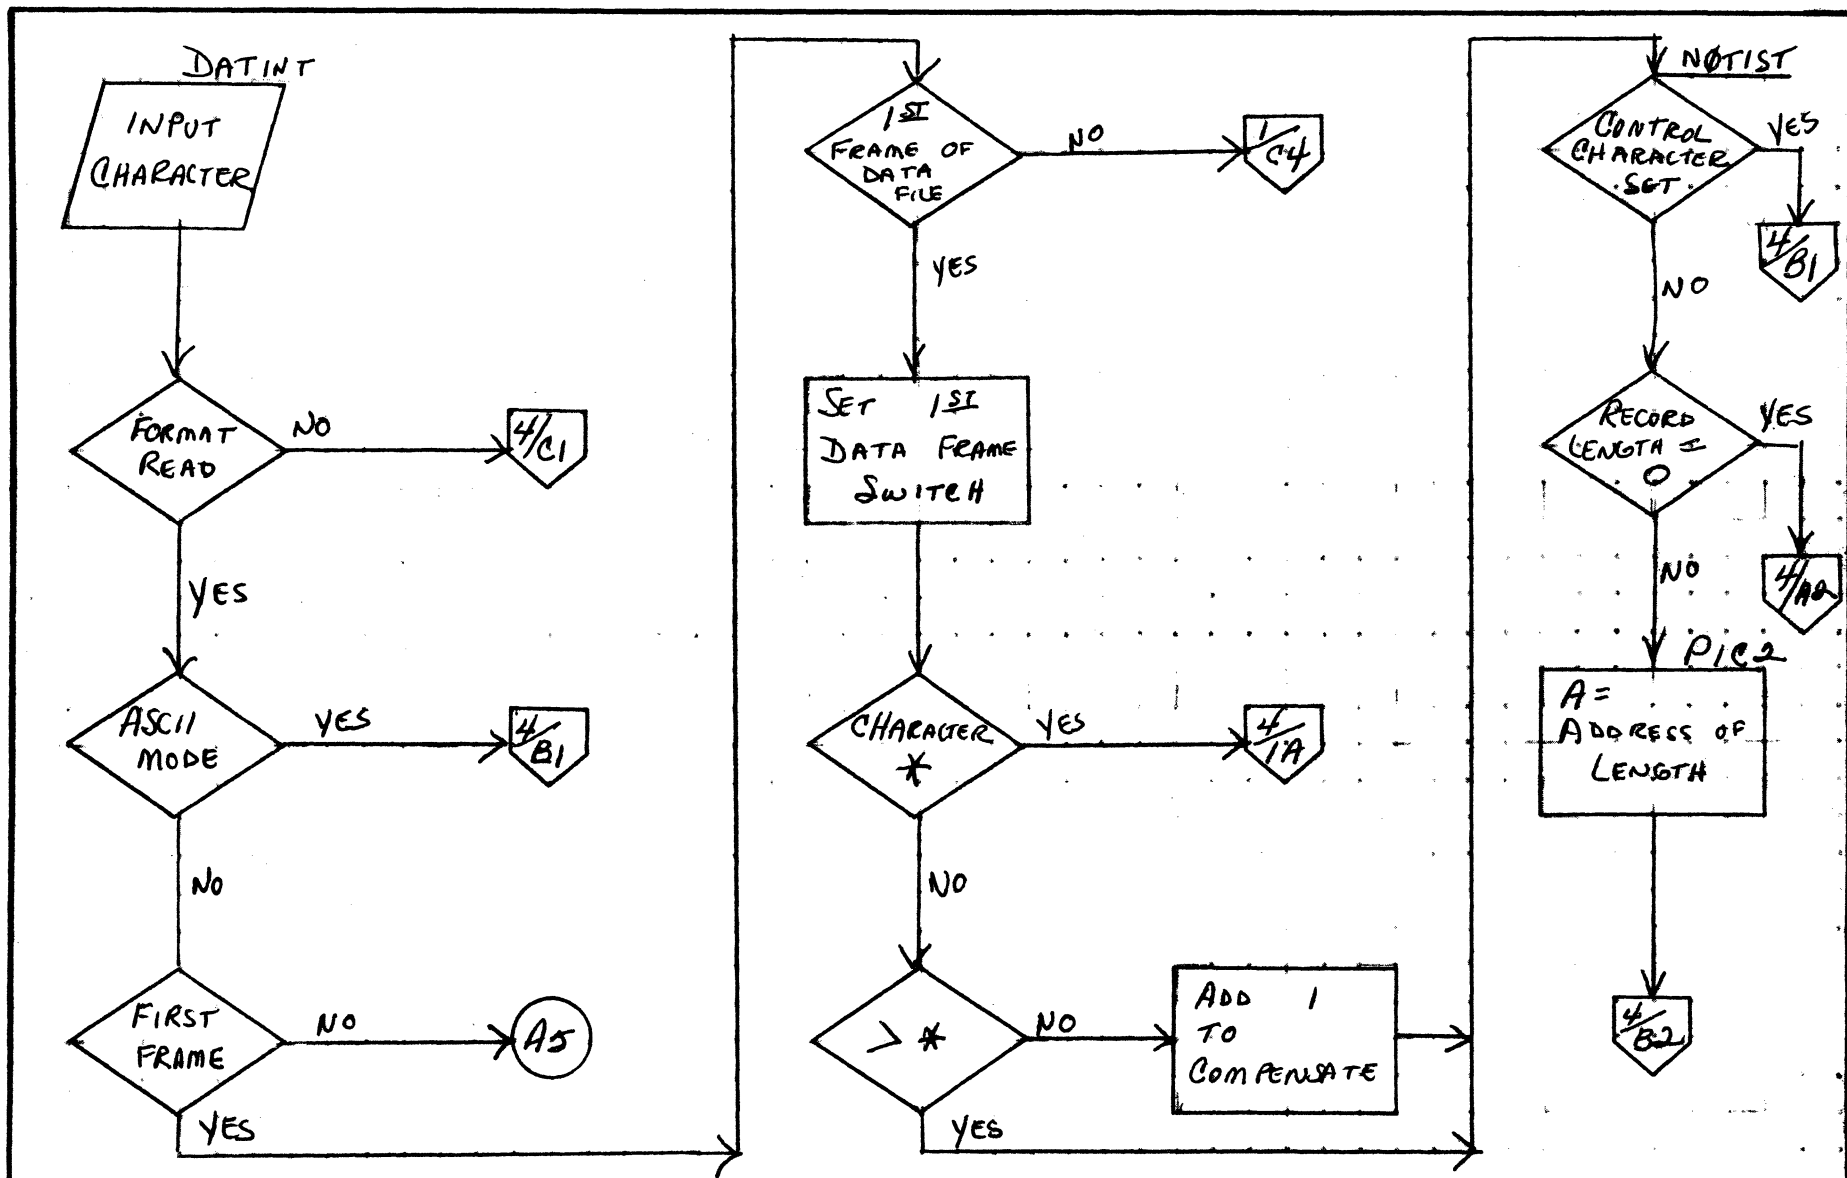 DATINT
INPUT
CHARACTER
FORMAT
READ
NO
4/C1
YES
ASCII
MODE
YES
4/B1
NO
FIRST
FRAME
NO
A5
YES
1ST
FRAME OF
DATA
FILE
NO
1/C4
YES
SET 1ST
DATA FRAME
SWITCH
CHARACTER
*
YES
4/1A
NO
> *
NO
ADD 1
TO
COMPENSATE
YES
NØTIST
CONTROL
CHARACTER
SET
YES
4/B1
NO
RECORD
LENGTH =
0
YES
4/A2
NO
PIC2
A=
ADDRESS OF
LENGTH
4/B2